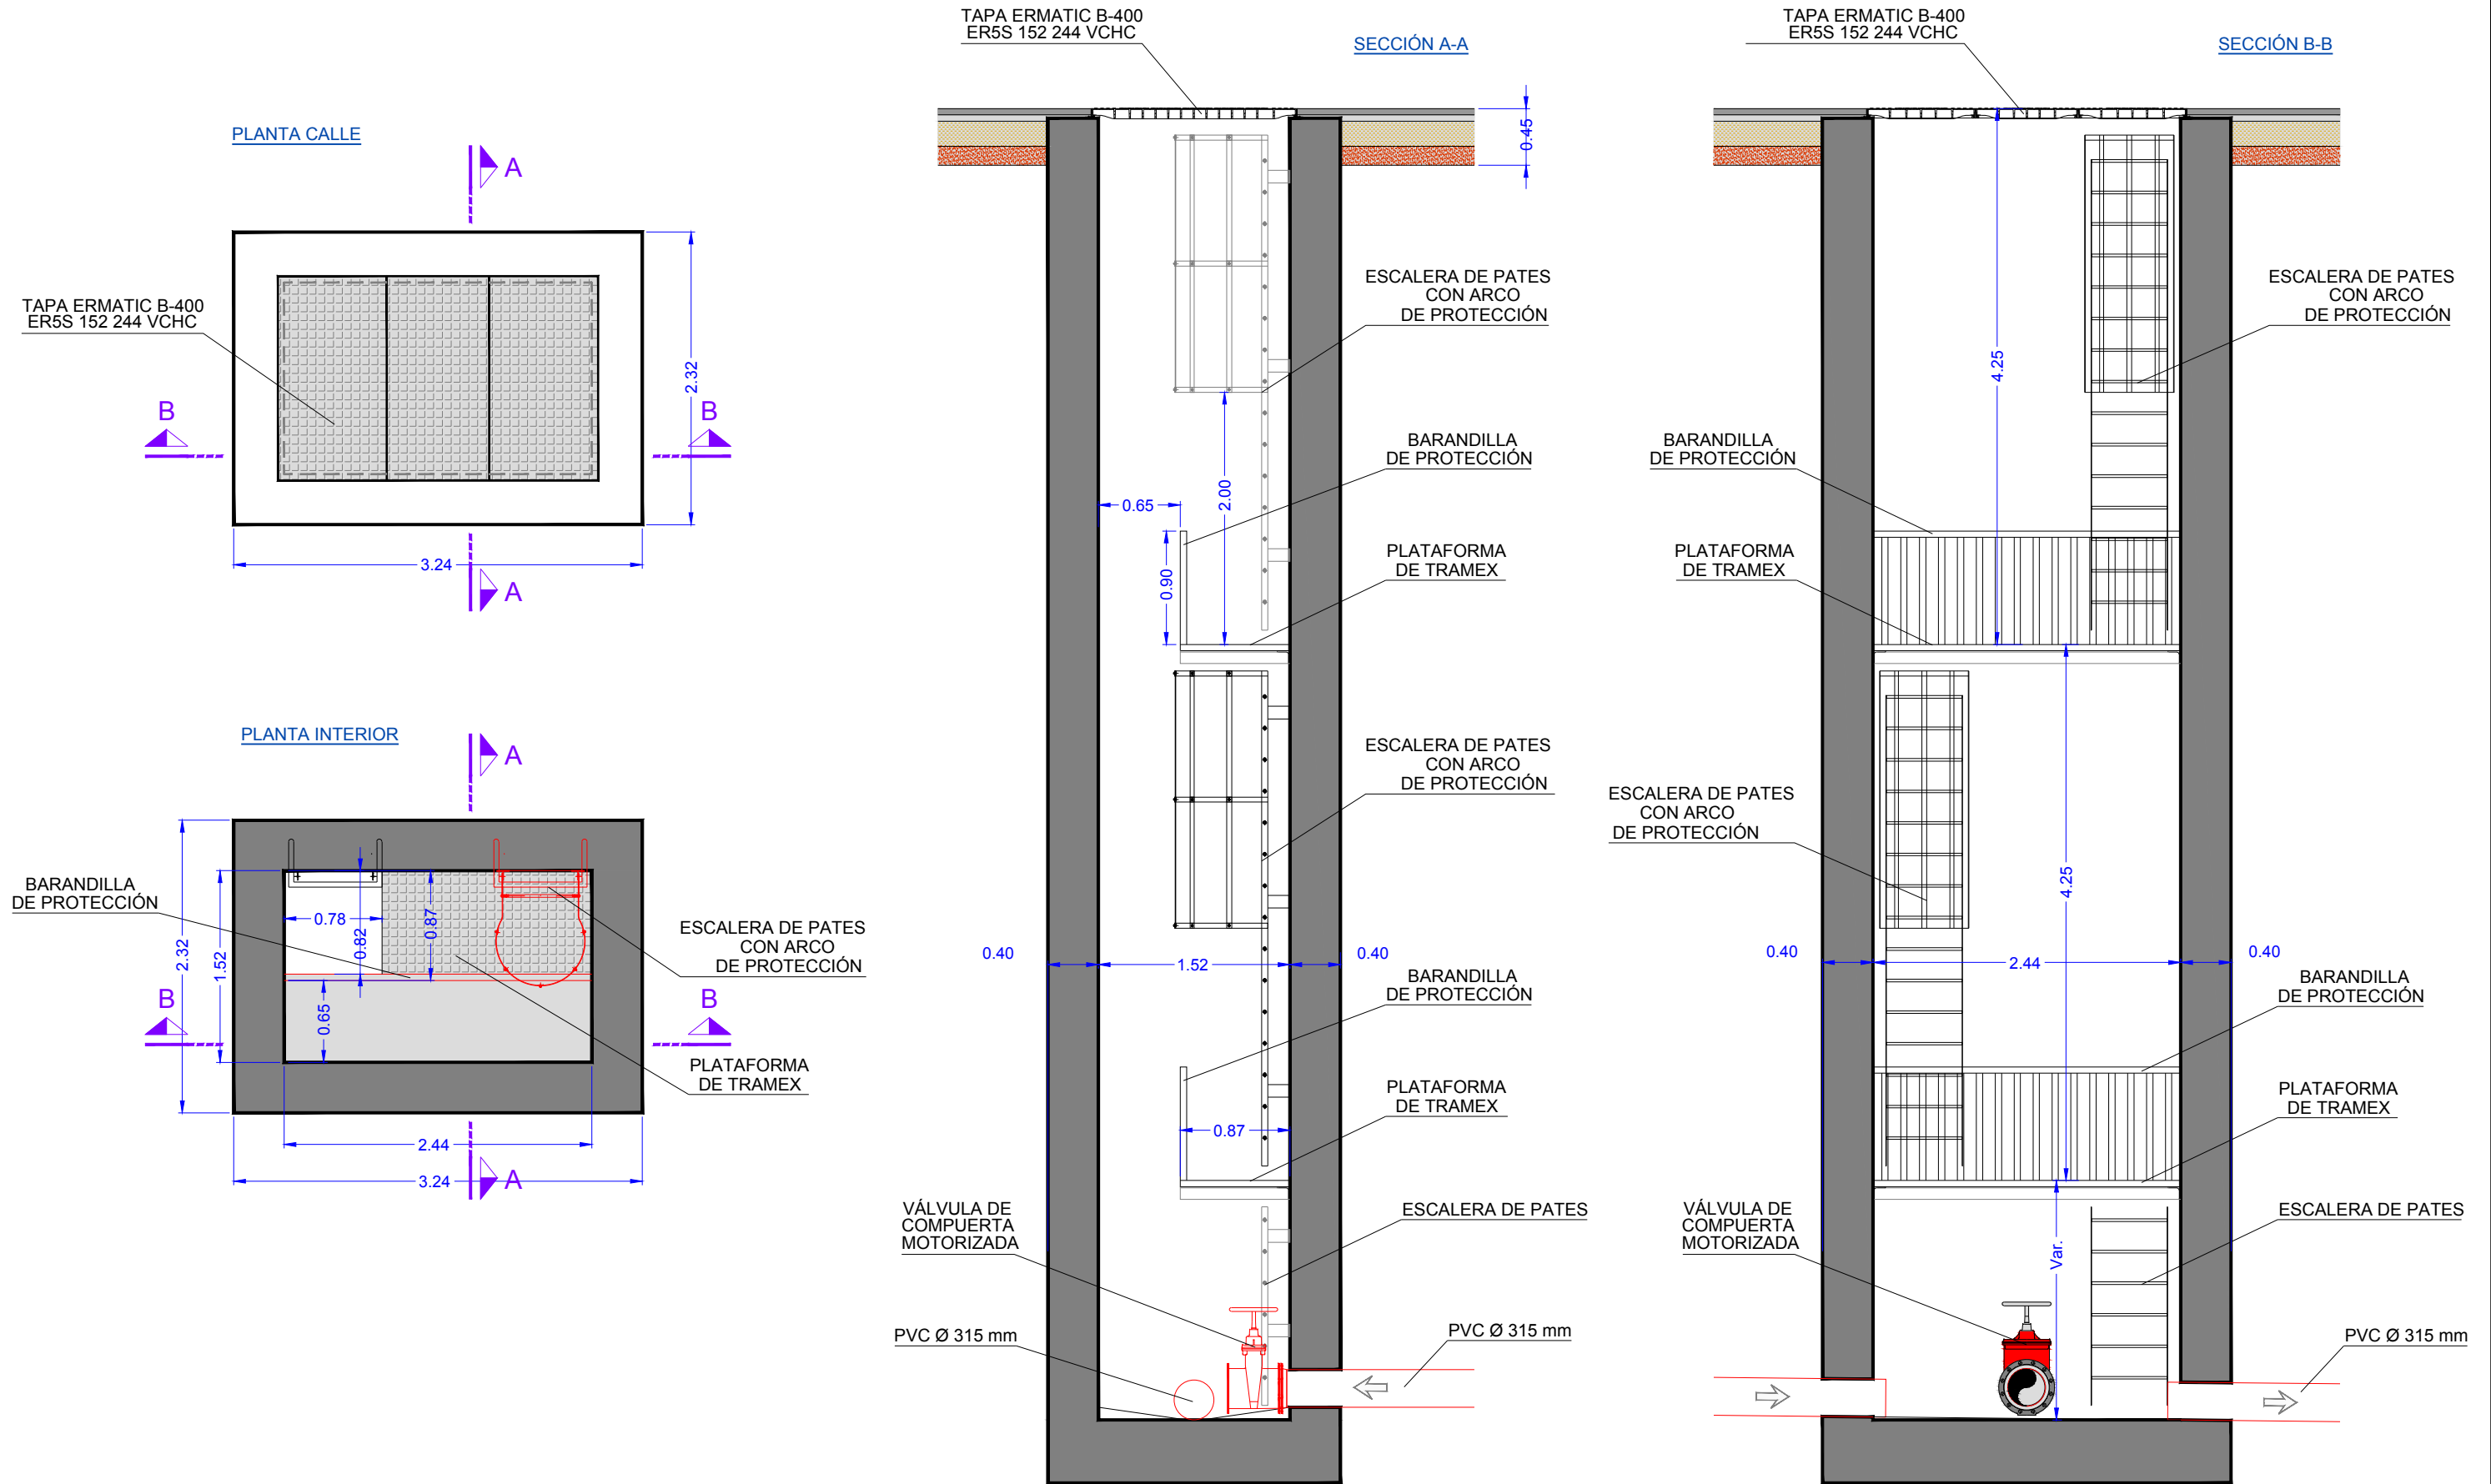 PLANTA CALLE
A
TAPA ERMATIC B-400
ER5S 152 244 VCHC
2.32
B
B
3.24
A
PLANTA INTERIOR
A
BARANDILLA
DE PROTECCIÓN
0.78
0.82
0.87
2.32
1.52
0.65
ESCALERA DE PATES
CON ARCO
DE PROTECCIÓN
B
B
PLATAFORMA
DE TRAMEX
2.44
3.24
A
TAPA ERMATIC B-400
ER5S 152 244 VCHC
SECCIÓN A-A
0.45
ESCALERA DE PATES
CON ARCO
DE PROTECCIÓN
BARANDILLA
DE PROTECCIÓN
0.65
2.00
0.90
PLATAFORMA
DE TRAMEX
ESCALERA DE PATES
CON ARCO
DE PROTECCIÓN
0.40
1.52
0.40
BARANDILLA
DE PROTECCIÓN
PLATAFORMA
DE TRAMEX
0.87
VÁLVULA DE
COMPUERTA
MOTORIZADA
ESCALERA DE PATES
PVC Ø 315 mm
PVC Ø 315 mm
TAPA ERMATIC B-400
ER5S 152 244 VCHC
SECCIÓN B-B
ESCALERA DE PATES
CON ARCO
DE PROTECCIÓN
4.25
BARANDILLA
DE PROTECCIÓN
PLATAFORMA
DE TRAMEX
ESCALERA DE PATES
CON ARCO
DE PROTECCIÓN
4.25
0.40
2.44
0.40
BARANDILLA
DE PROTECCIÓN
PLATAFORMA
DE TRAMEX
VÁLVULA DE
COMPUERTA
MOTORIZADA
Var.
ESCALERA DE PATES
PVC Ø 315 mm